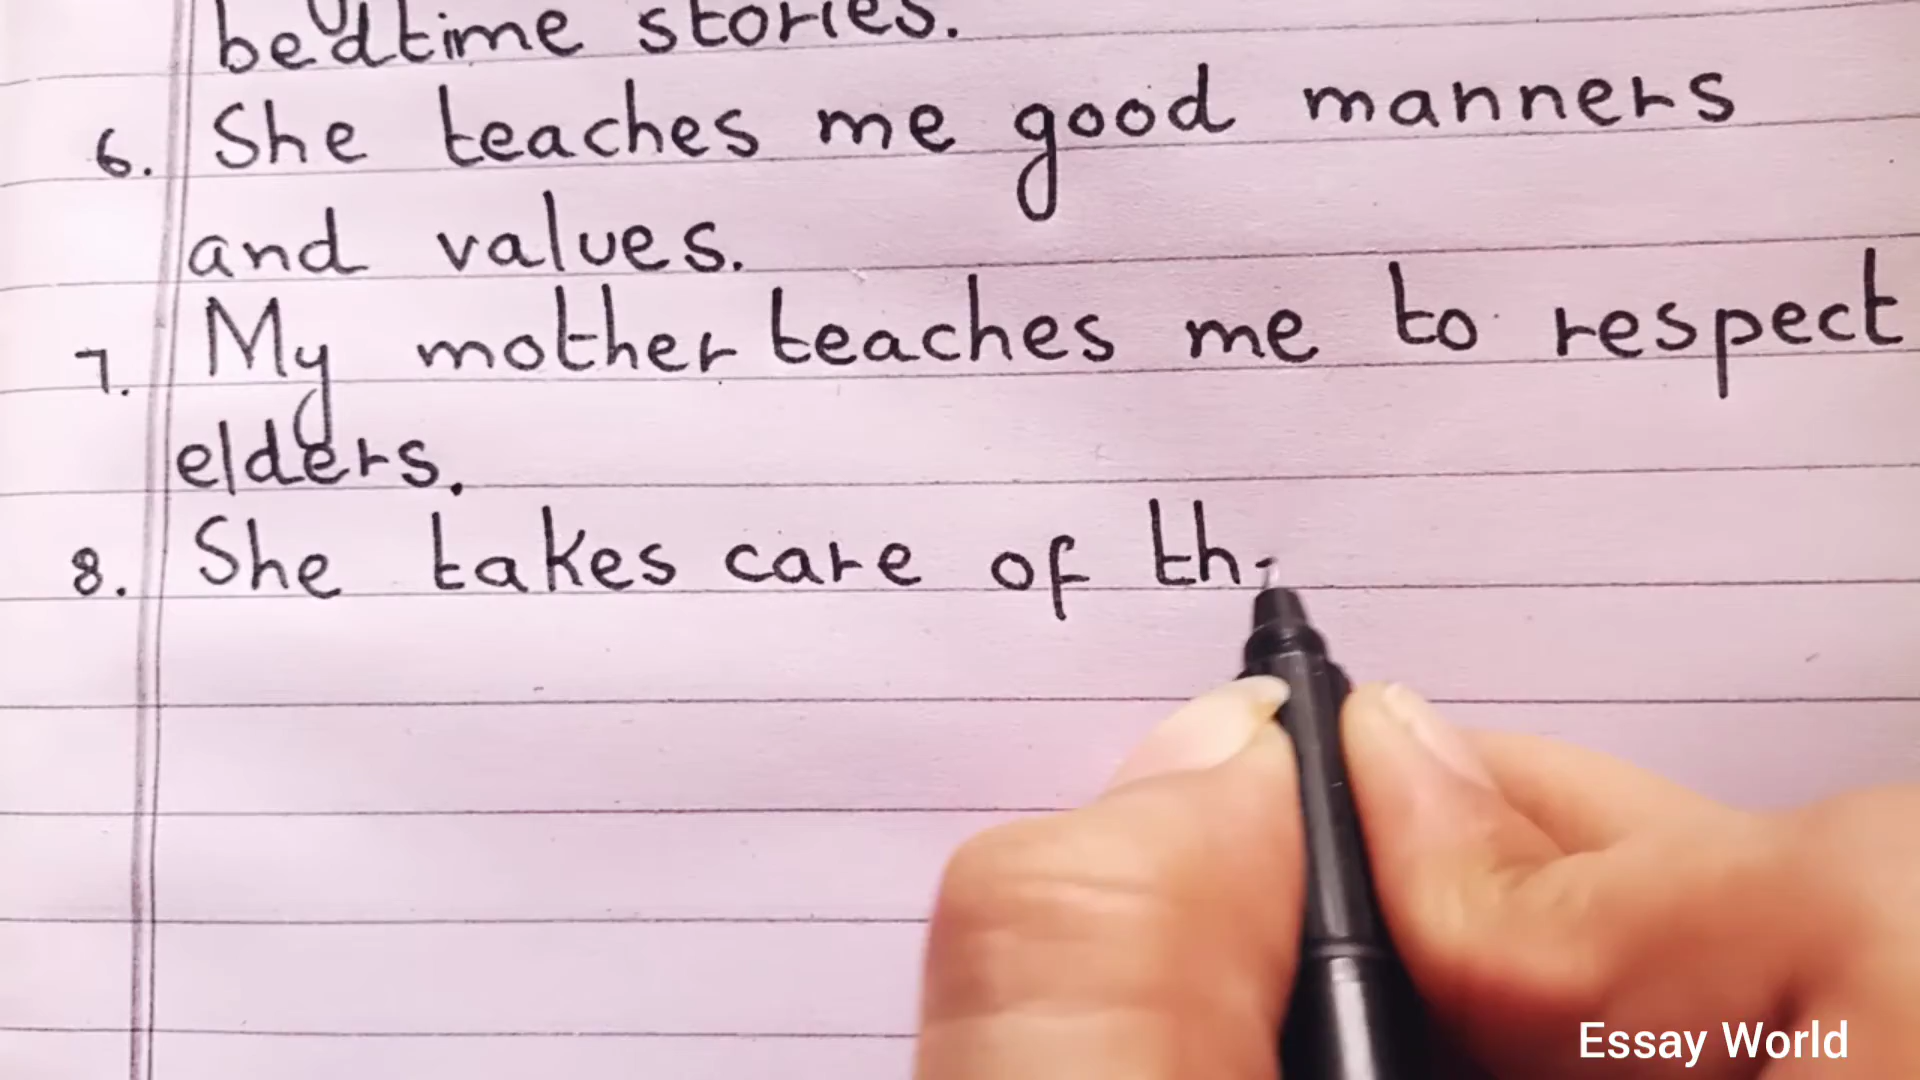 bedtime stories.
6. She teaches me good manners
and values.
7. My mother teaches me to respect
elders.
8. She takes care of th
Essay World